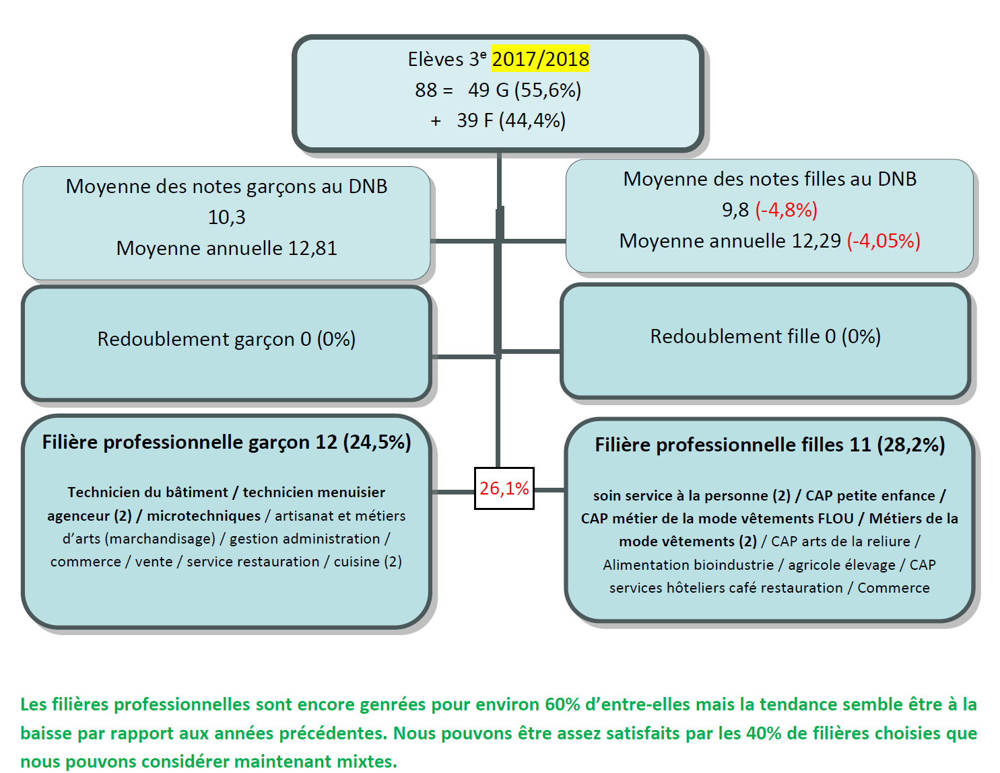 Elèves 3e 2017/2018
88 = 49 G (55,6%)
+ 39 F (44,4%)
Moyenne des notes garçons au DNB
10,3
Moyenne annuelle 12,81
Moyenne des notes filles au DNB
9,8 (-4,8%)
Moyenne annuelle 12,29 (-4,05%)
Redoublement garçon 0 (0%)
Redoublement fille 0 (0%)
Filière professionnelle garçon 12 (24,5%)
Technicien du bâtiment / technicien menuisier
agenceur (2) / microtechniques / artisanat et métiers
d’arts (marchandisage) / gestion administration /
commerce / vente / service restauration / cuisine (2)
26,1%
Filière professionnelle filles 11 (28,2%)
soin service à la personne (2) / CAP petite enfance /
CAP métier de la mode vêtements FLOU / Métiers de la
mode vêtements (2) / CAP arts de la reliure /
Alimentation bioindustrie / agricole élevage / CAP
services hôteliers café restauration / Commerce
Les filières professionnelles sont encore genrées pour environ 60% d’entre-elles mais la tendance semble être à la
baisse par rapport aux années précédentes. Nous pouvons être assez satisfaits par les 40% de filières choisies que
nous pouvons considérer maintenant mixtes.